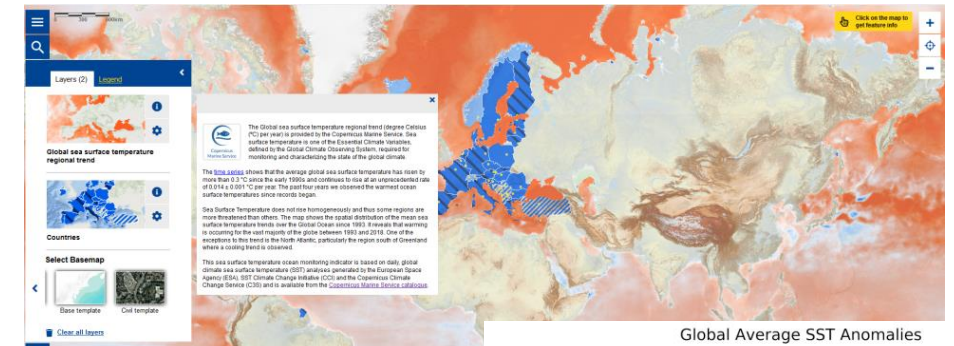 0 300 600km
Click on the map to
get feature info
+
−
Layers (2) Legend
Global sea surface temperature
regional trend
Countries
Select Basemap
Base template Civil template
Clear all layers
×
Copernicus
Marine Service
The Global sea surface temperature regional trend (degree Celsius
(°C) per year) is provided by the Copernicus Marine Service. Sea
surface temperature is one of the Essential Climate Variables,
defined by the Global Climate Observing System, required for
monitoring and characterizing the state of the global climate.
The time series shows that the average global sea surface temperature has risen by
more than 0.3 °C since the early 1990s and continues to rise at an unprecedented rate
of 0.014 ± 0.001 °C per year. The past four years we observed the warmest ocean
surface temperatures since records began.
Sea Surface Temperature does not rise homogeneously and thus some regions are
more threatened than others. The map shows the spatial distribution of the mean sea
surface temperature trends over the Global Ocean since 1993. It reveals that warming
is occurring for the vast majority of the globe between 1993 and 2018. One of the
exceptions to this trend is the North Atlantic, particularly the region south of Greenland
where a cooling trend is observed.
This sea surface temperature ocean monitoring indicator is based on daily, global
climate sea surface temperature (SST) analyses generated by the European Space
Agency (ESA), SST Climate Change Initiative (CCI) and the Copernicus Climate
Change Service (C3S) and is available from the Copernicus Marine Service catalogue.
Global Average SST Anomalies